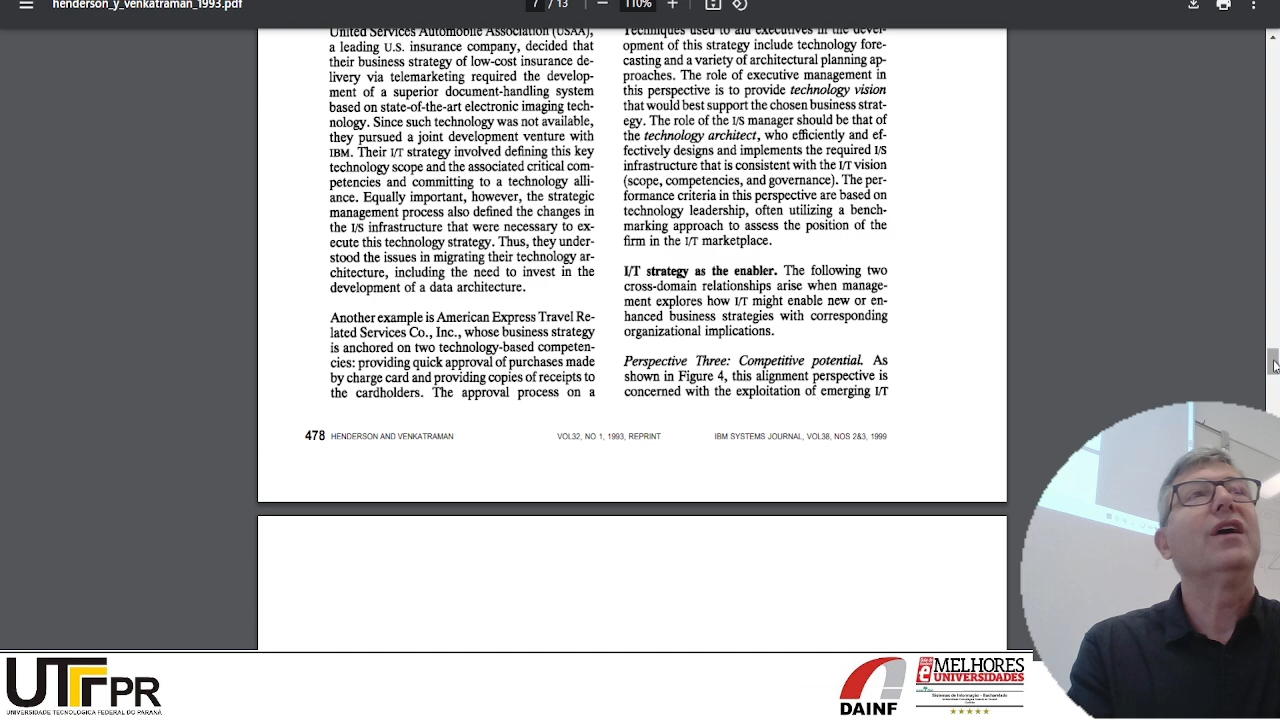 henderson_y_venkatraman_1993.pdf
7 / 13
110%
United Services Automobile Association (USAA),
a leading U.S. insurance company, decided that
their business strategy of low-cost insurance de-
livery via telemarketing required the develop-
ment of a superior document-handling system
based on state-of-the-art electronic imaging tech-
nology. Since such technology was not available,
they pursued a joint development venture with
IBM. Their I/T strategy involved defining this key
technology scope and the associated critical com-
petencies and committing to a technology alli-
ance. Equally important, however, the strategic
management process also defined the changes in
the I/S infrastructure that were necessary to ex-
ecute this technology strategy. Thus, they under-
stood the issues in migrating their technology ar-
chitecture, including the need to invest in the
development of a data architecture.
Another example is American Express Travel Re-
lated Services Co., Inc., whose business strategy
is anchored on two technology-based competen-
cies: providing quick approval of purchases made
by charge card and providing copies of receipts to
the cardholders. The approval process on a
Techniques used to aid executives in the devel-
opment of this strategy include technology fore-
casting and a variety of architectural planning ap-
proaches. The role of executive management in
this perspective is to provide technology vision
that would best support the chosen business strat-
egy. The role of the I/S manager should be that of
the technology architect, who efficiently and ef-
fectively designs and implements the required I/S
infrastructure that is consistent with the I/T vision
(scope, competencies, and governance). The per-
formance criteria in this perspective are based on
technology leadership, often utilizing a bench-
marking approach to assess the position of the
firm in the I/T marketplace.
I/T strategy as the enabler. The following two
cross-domain relationships arise when manage-
ment explores how I/T might enable new or en-
hanced business strategies with corresponding
organizational implications.
Perspective Three: Competitive potential. As
shown in Figure 4, this alignment perspective is
concerned with the exploitation of emerging I/T
478 HENDERSON AND VENKATRAMAN
VOL32, NO 1, 1993, REPRINT
IBM SYSTEMS JOURNAL, VOL38, NOS 2&3, 1999
UTFPR
UNIVERSIDADE TECNOLÓGICA FEDERAL DO PARANÁ
DAINF
MELHORES
UNIVERSIDADES
Sistemas de Informação - Bacharelado